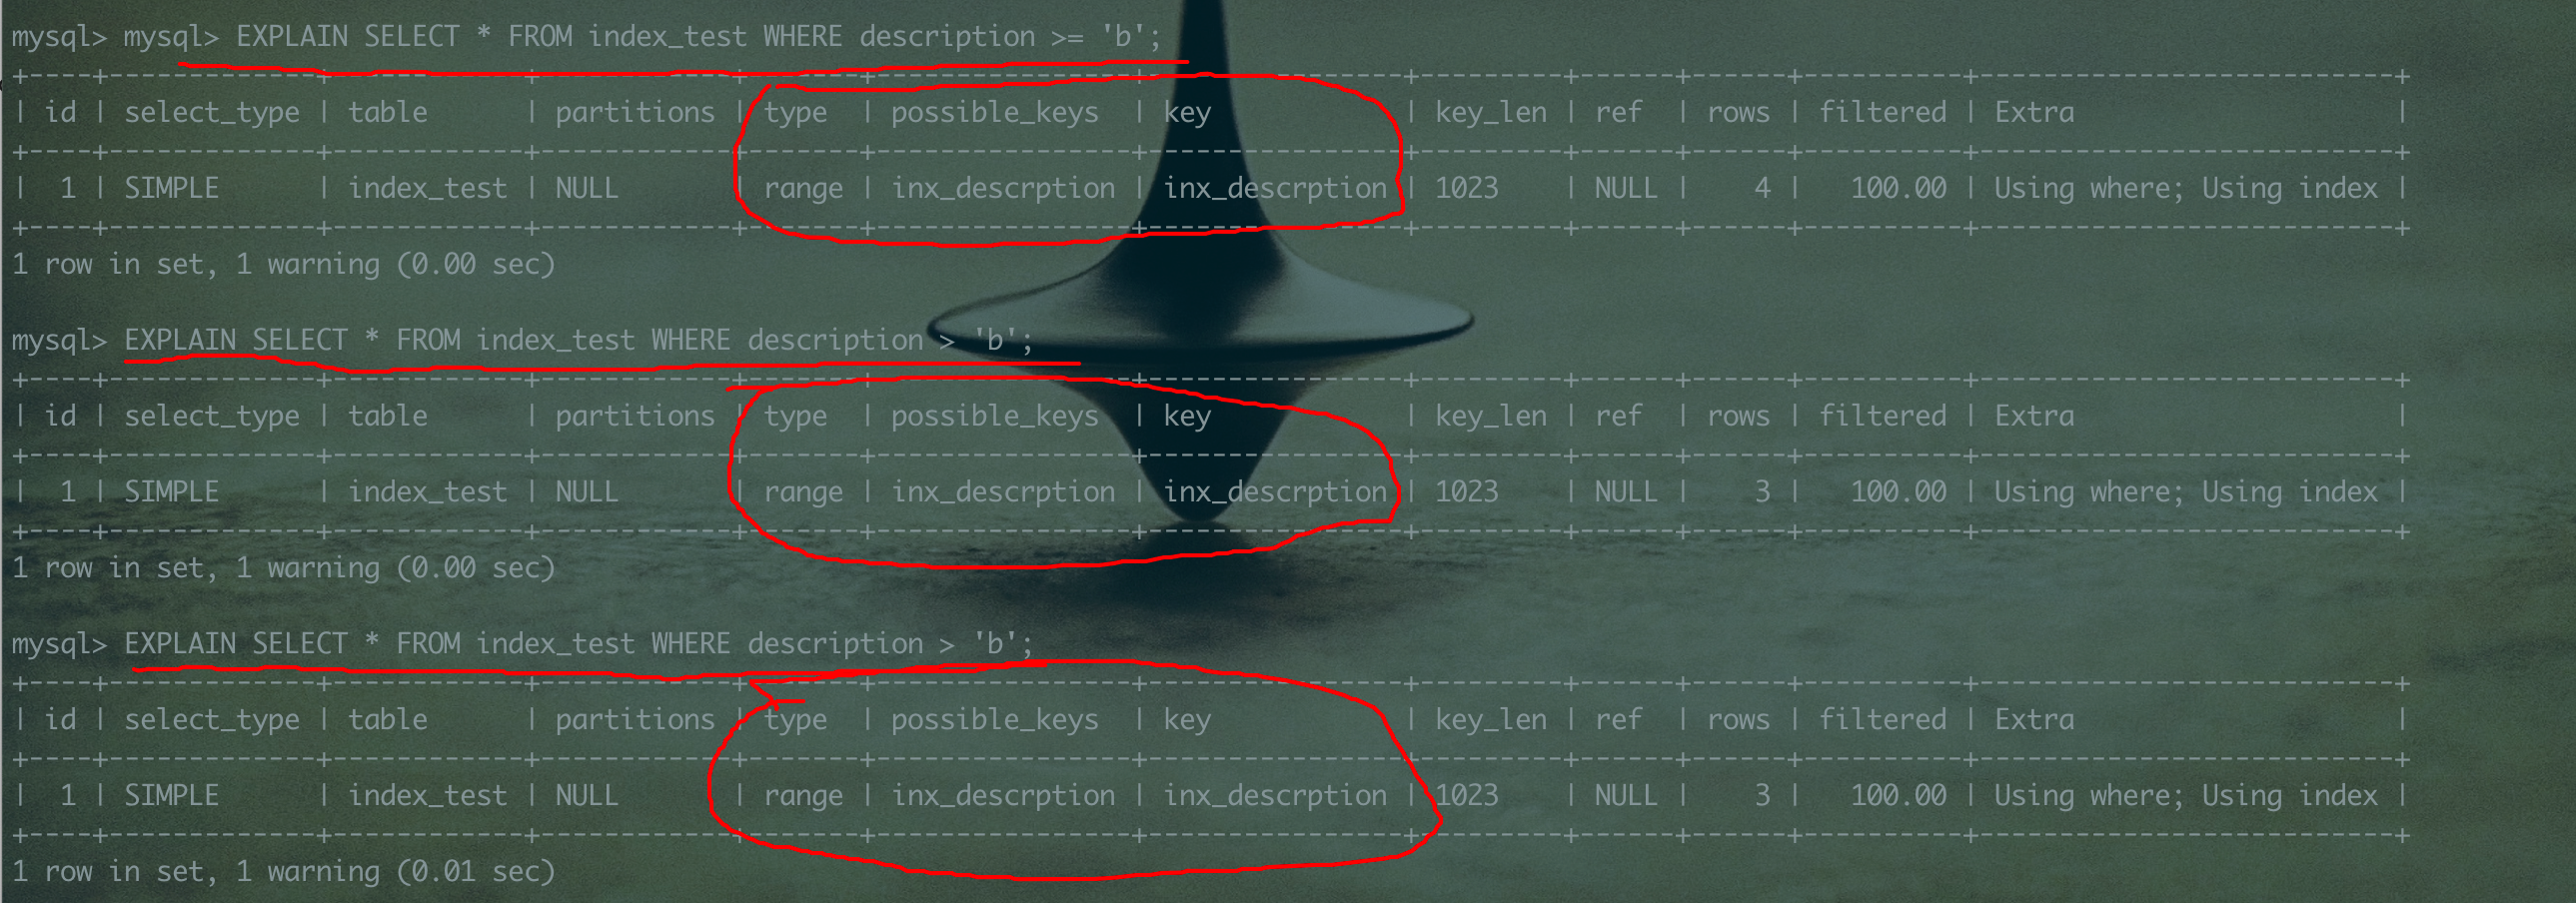 mysql> mysql> EXPLAIN SELECT * FROM index_test WHERE description >= 'b';
+----+-------------+------------+------------+-------+----------------+----------------+---------+------+------+----------+--------------------------+
| id | select_type | table      | partitions | type  | possible_keys  | key            | key_len | ref  | rows | filtered | Extra                    |
+----+-------------+------------+------------+-------+----------------+----------------+---------+------+------+----------+--------------------------+
|  1 | SIMPLE      | index_test | NULL       | range | inx_descrption | inx_descrption | 1023    | NULL |    4 |   100.00 | Using where; Using index |
+----+-------------+------------+------------+-------+----------------+----------------+---------+------+------+----------+--------------------------+
1 row in set, 1 warning (0.00 sec)
mysql> EXPLAIN SELECT * FROM index_test WHERE description > 'b';
+----+-------------+------------+------------+-------+----------------+----------------+---------+------+------+----------+--------------------------+
| id | select_type | table      | partitions | type  | possible_keys  | key            | key_len | ref  | rows | filtered | Extra                    |
+----+-------------+------------+------------+-------+----------------+----------------+---------+------+------+----------+--------------------------+
|  1 | SIMPLE      | index_test | NULL       | range | inx_descrption | inx_descrption | 1023    | NULL |    3 |   100.00 | Using where; Using index |
+----+-------------+------------+------------+-------+----------------+----------------+---------+------+------+----------+--------------------------+
1 row in set, 1 warning (0.00 sec)
mysql> EXPLAIN SELECT * FROM index_test WHERE description > 'b';
+----+-------------+------------+------------+-------+----------------+----------------+---------+------+------+----------+--------------------------+
| id | select_type | table      | partitions | type  | possible_keys  | key            | key_len | ref  | rows | filtered | Extra                    |
+----+-------------+------------+------------+-------+----------------+----------------+---------+------+------+----------+--------------------------+
|  1 | SIMPLE      | index_test | NULL       | range | inx_descrption | inx_descrption | 1023    | NULL |    3 |   100.00 | Using where; Using index |
+----+-------------+------------+------------+-------+----------------+----------------+---------+------+------+----------+--------------------------+
1 row in set, 1 warning (0.01 sec)